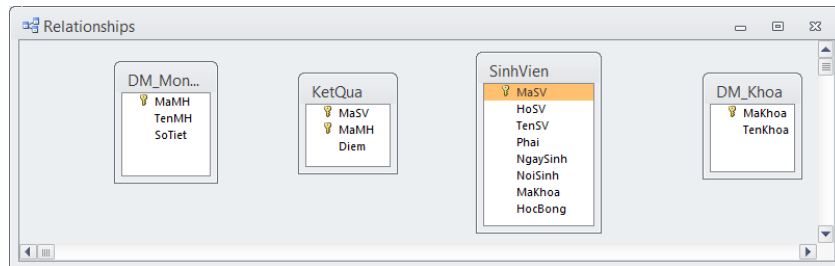 Relationships
DM_Mon...
MaMH
TenMH
SoTiet
KetQua
MaSV
MaMH
Diem
SinhVien
MaSV
HoSV
TenSV
Phai
NgaySinh
NoiSinh
MaKhoa
HocBong
DM_Khoa
MaKhoa
TenKhoa